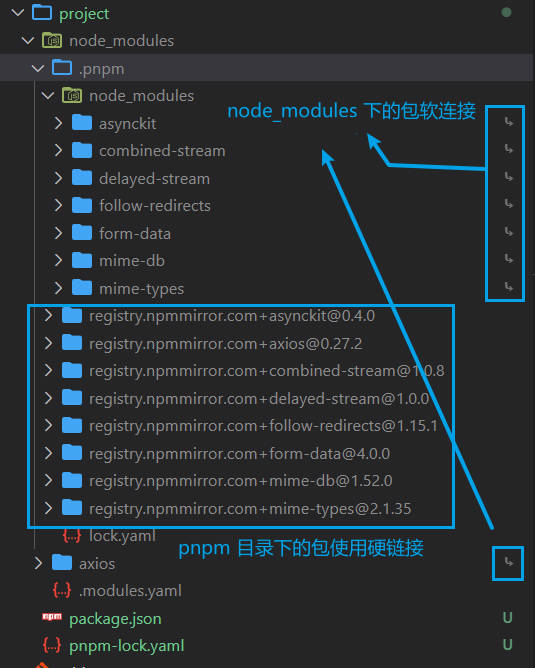 project
node_modules
.pnpm
node_modules
node_modules 下的包软连接
asynckit
combined-stream
delayed-stream
follow-redirects
form-data
mime-db
mime-types
registry.npmmirror.com+asynckit@0.4.0
registry.npmmirror.com+axios@0.27.2
registry.npmmirror.com+combined-stream@1.0.8
registry.npmmirror.com+delayed-stream@1.0.0
registry.npmmirror.com+follow-redirects@1.15.1
registry.npmmirror.com+form-data@4.0.0
registry.npmmirror.com+mime-db@1.52.0
registry.npmmirror.com+mime-types@2.1.35
lock.yaml
pnpm 目录下的包使用硬链接
axios
.modules.yaml
package.json U
pnpm-lock.yaml U